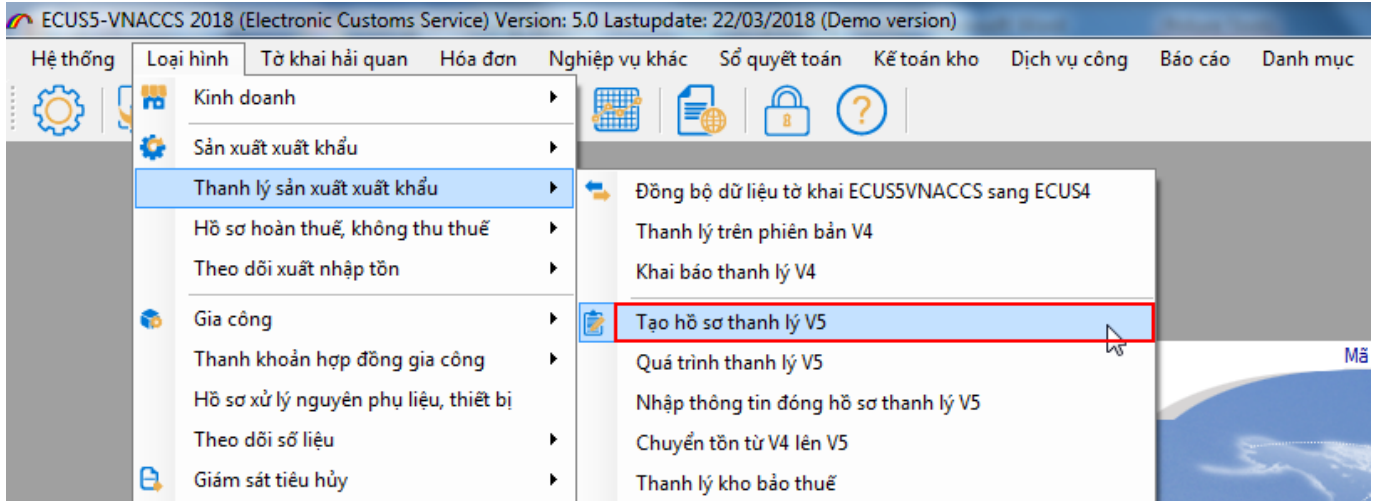 ECUS5-VNACCS 2018 (Electronic Customs Service) Version: 5.0 Lastupdate: 22/03/2018 (Demo version)
Hệ thống Loại hình Tờ khai hải quan Hóa đơn Nghiệp vụ khác Sổ quyết toán Kế toán kho Dịch vụ công Báo cáo Danh mục
Kinh doanh
8 ?
Sản xuất xuất khẩu
Thanh lý sản xuất xuất khẩu
Hồ sơ hoàn thuế, không thu thuế
Theo dõi xuất nhập tồn
Gia công
Thanh khoản hợp đồng gia công
Hồ sơ xử lý nguyên phụ liệu, thiết bị
Theo dõi số liệu
Giám sát tiêu hủy
Đồng bộ dữ liệu tờ khai ECUS5VNACCS sang ECUS4
Thanh lý trên phiên bản V4
Khai báo thanh lý V4
Tạo hồ sơ thanh lý V5
Quá trình thanh lý V5
Nhập thông tin đóng hồ sơ thanh lý V5
Chuyển tồn từ V4 lên V5
Thanh lý kho bảo thuế
Mã